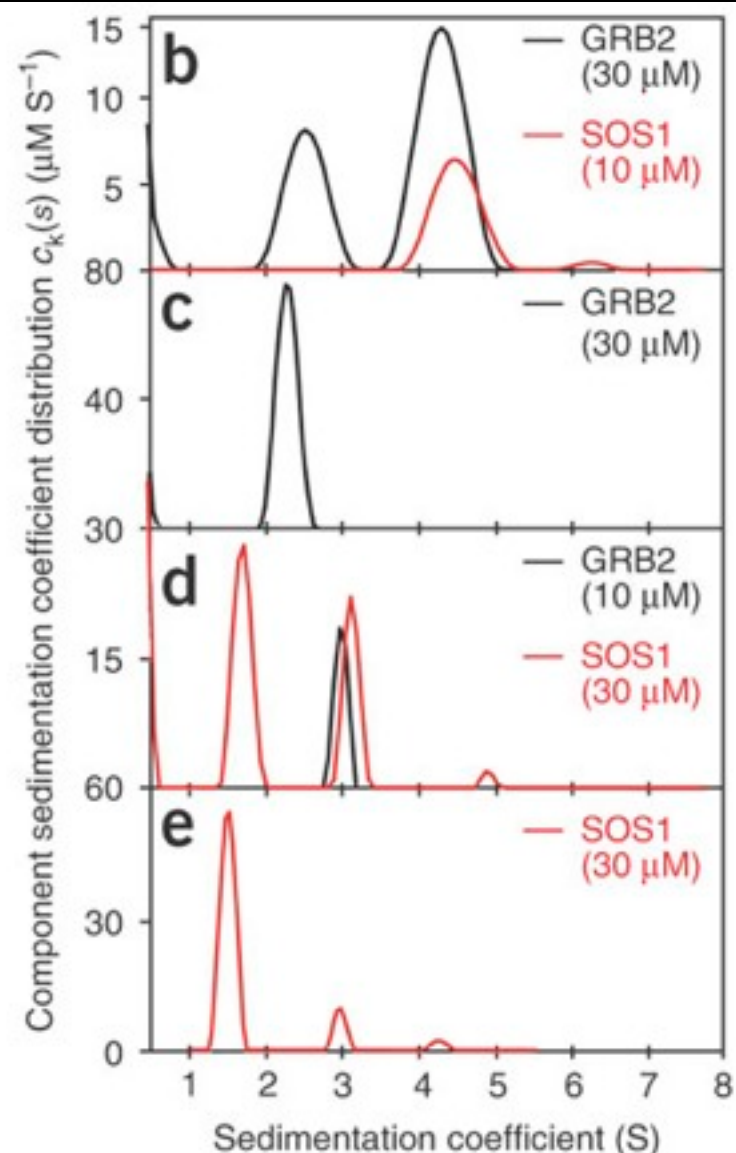 Component sedimentation coefficient distribution cₖ(s) (μM S⁻¹)
b
15
10
5
80
GRB2
(30 μM)
SOS1
(10 μM)
c
40
30
GRB2
(30 μM)
d
15
60
GRB2
(10 μM)
SOS1
(30 μM)
e
30
0
SOS1
(30 μM)
1 2 3 4 5 6 7 8
Sedimentation coefficient (S)